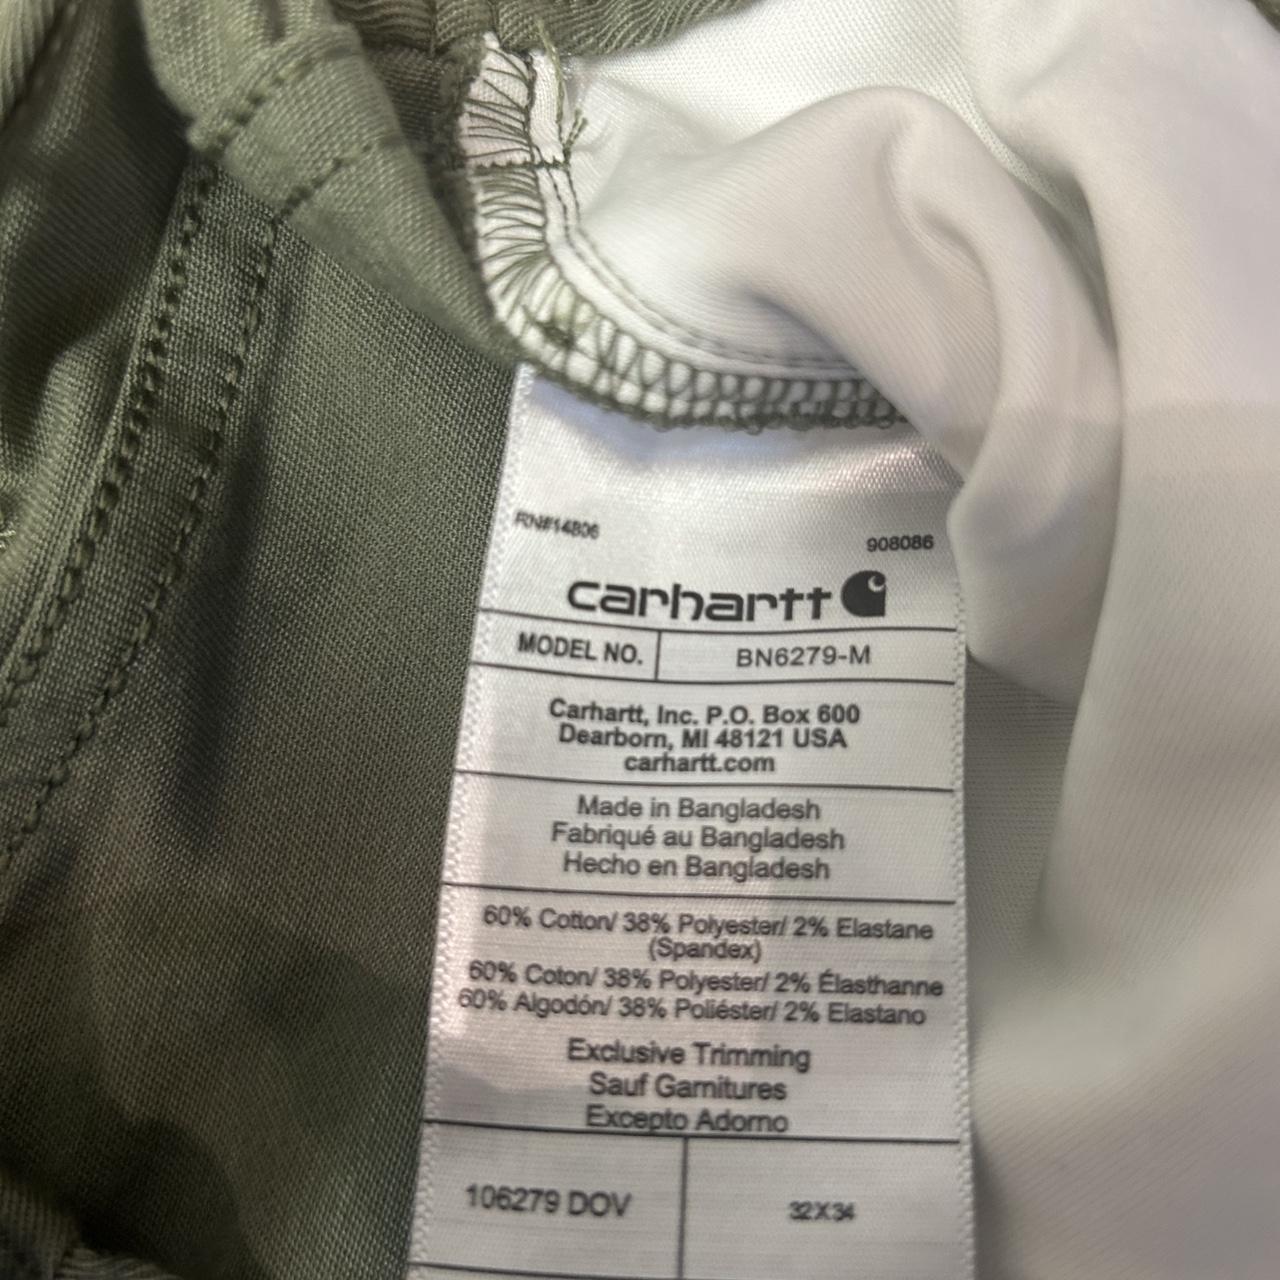 RN#14806
908086
carhartt
MODEL NO. BN6279-M
Carhartt, Inc. P.O. Box 600
Dearborn, MI 48121 USA
carhartt.com
Made in Bangladesh
Fabriqué au Bangladesh
Hecho en Bangladesh
60% Cotton/ 38% Polyester/ 2% Elastane
(Spandex)
60% Coton/ 38% Polyester/ 2% Élasthanne
60% Algodón/ 38% Poliéster/ 2% Elastano
Exclusive Trimming
Sauf Garnitures
Excepto Adorno
106279 DOV 32X34